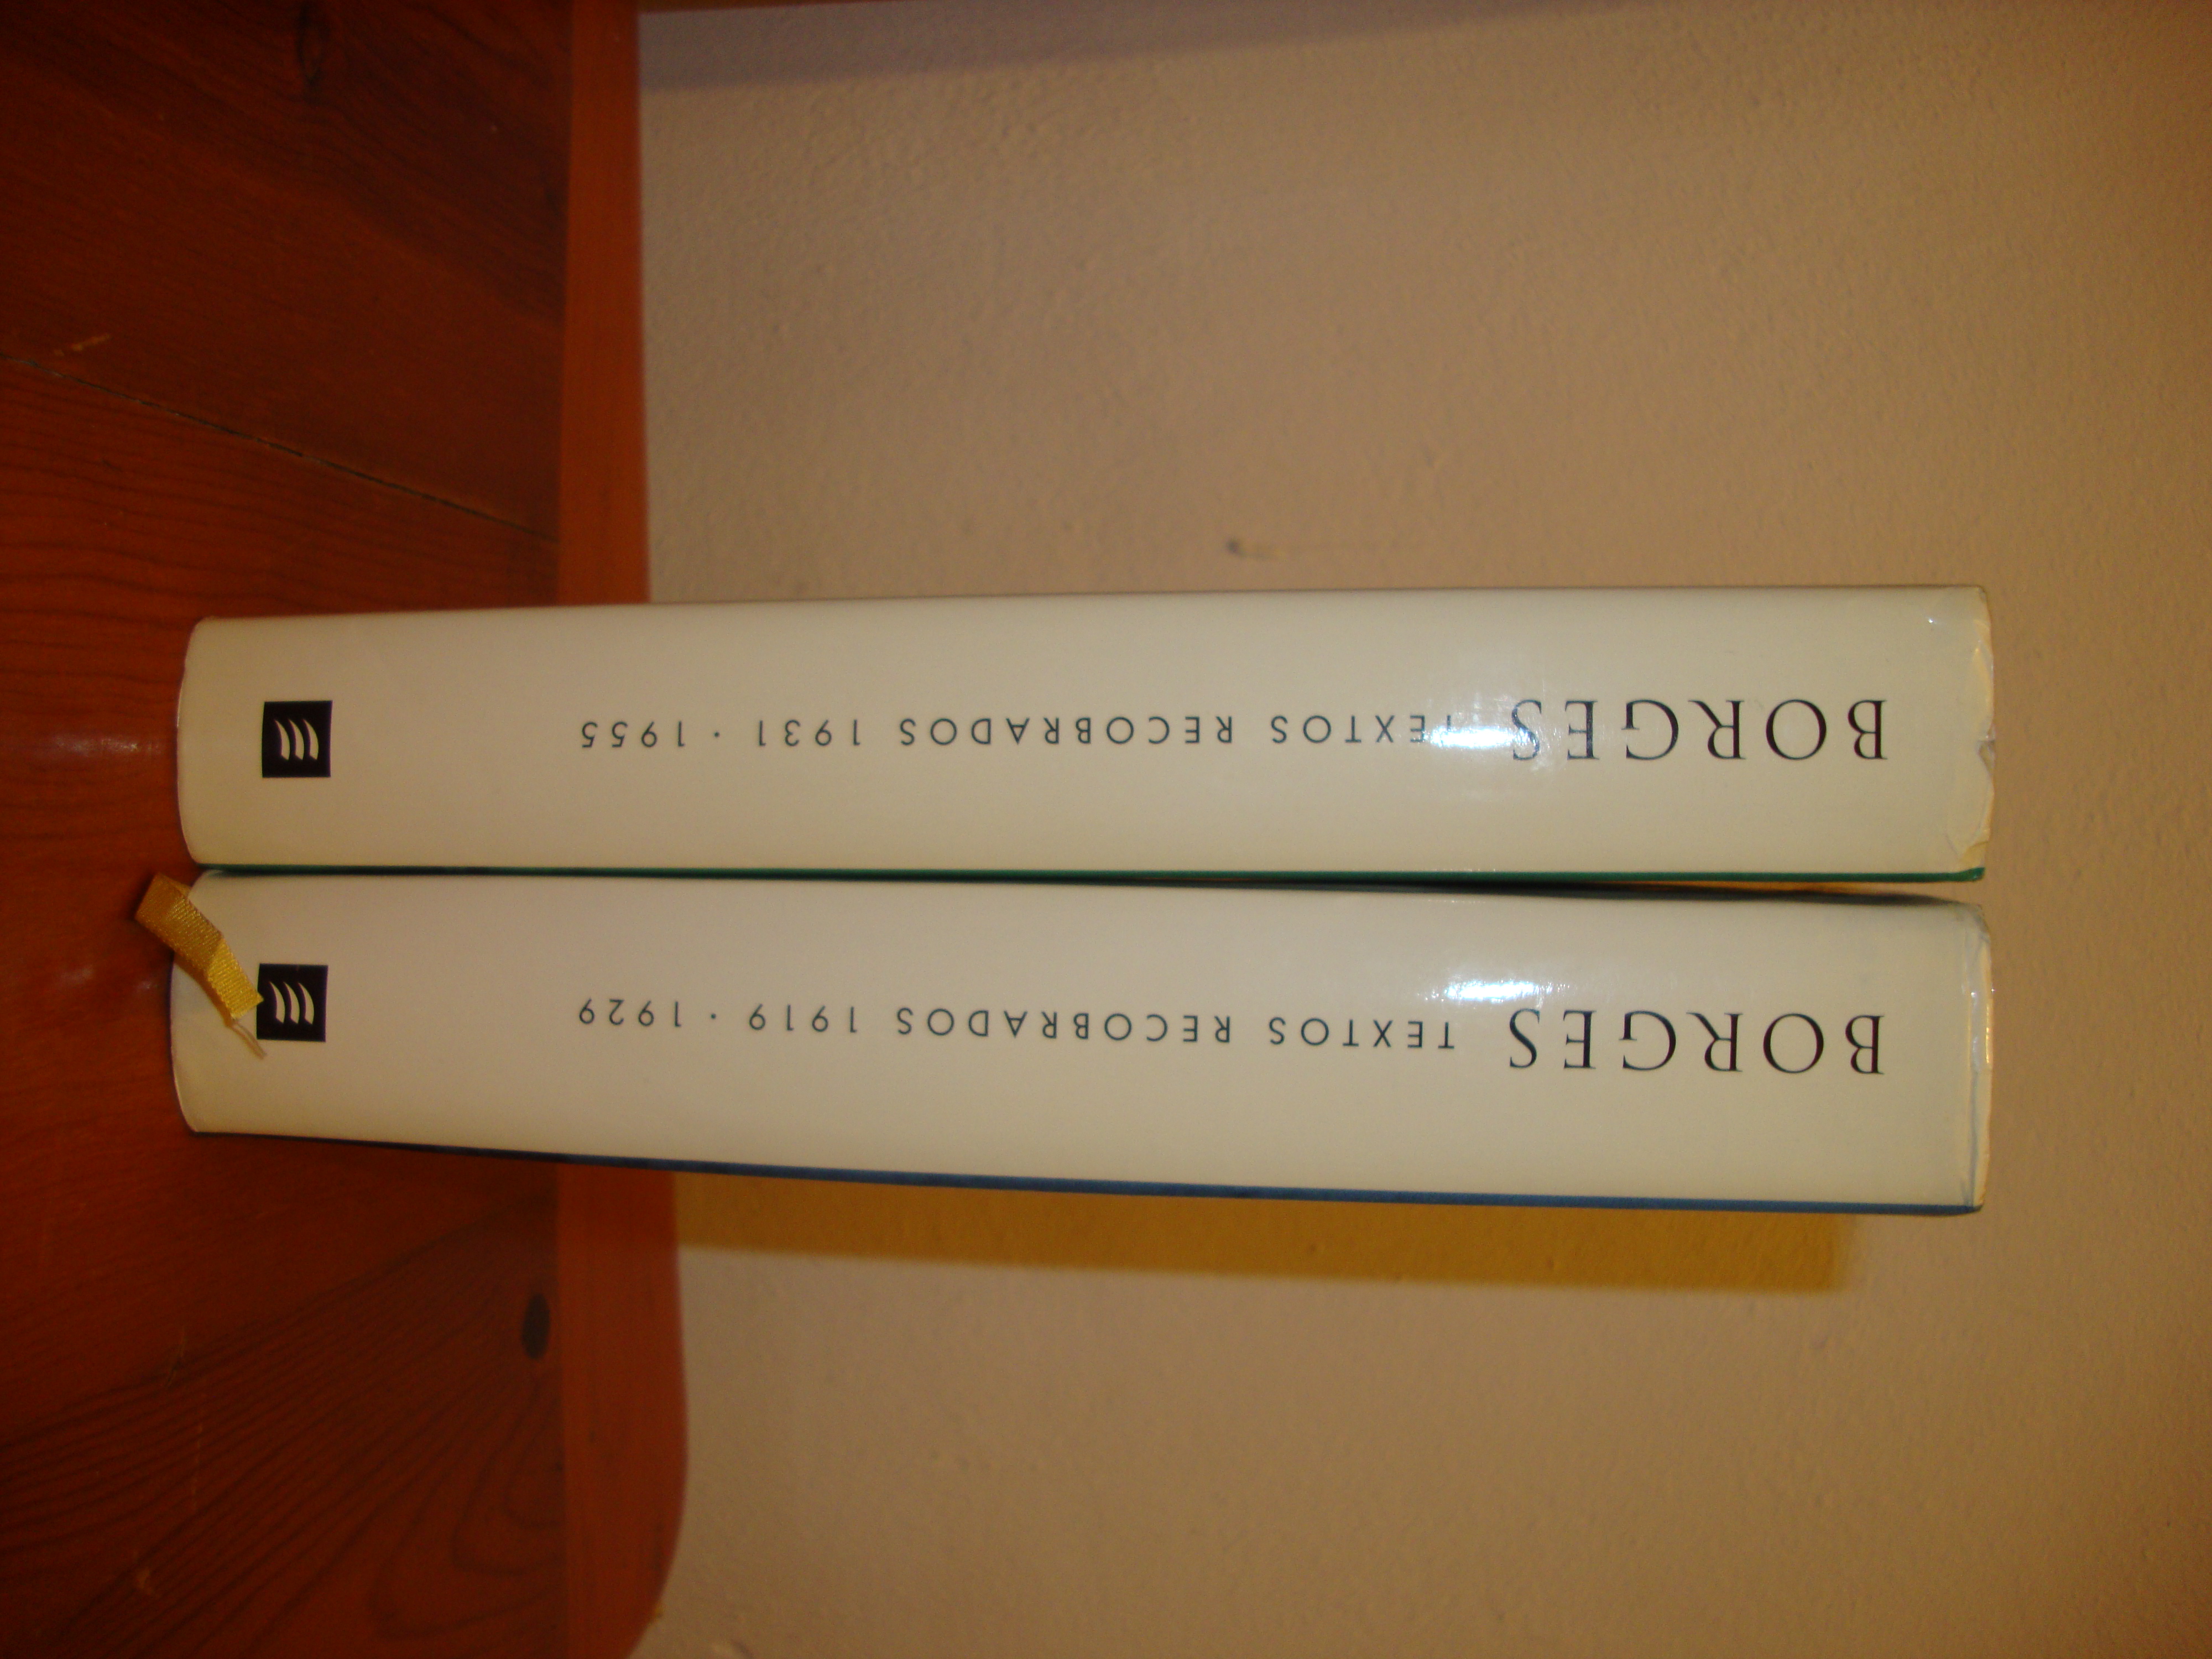 BORGES TEXTOS RECOBRADOS 1919 · 1929
BORGES TEXTOS RECOBRADOS 1931 · 1955